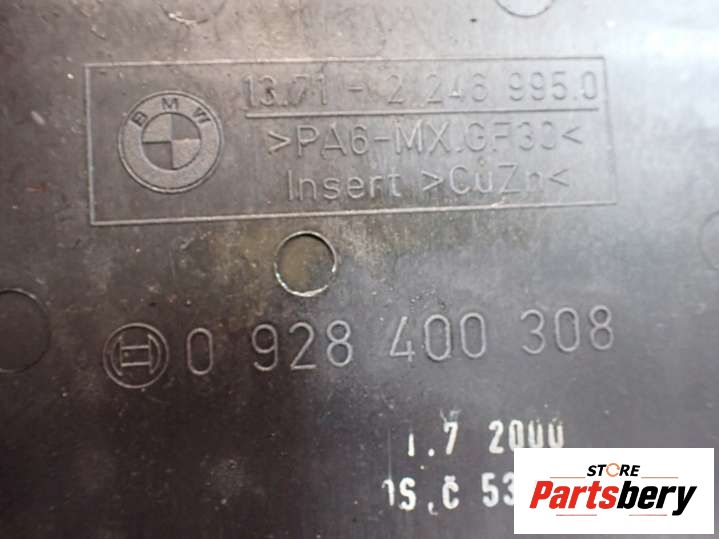 BMW
13.71 - 2 246 995.0
>PA6-MX.GF30<
Insert >CuZn<
0 928 400 308
1.7 2000
53
STORE
Partsbery